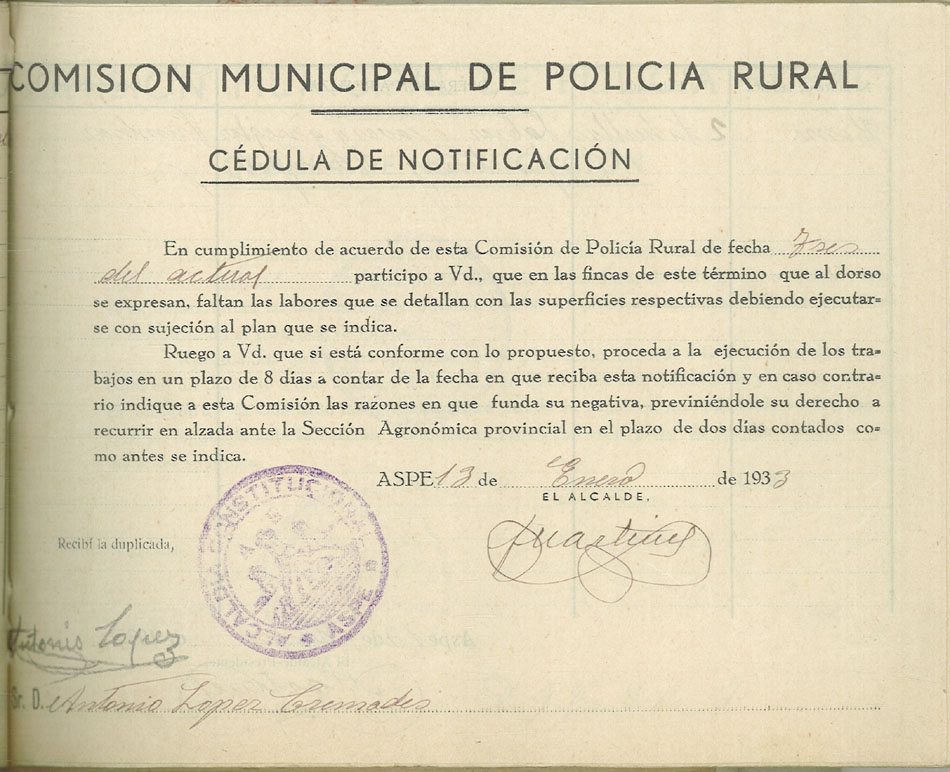 COMISION MUNICIPAL DE POLICIA RURAL
CÉDULA DE NOTIFICACIÓN
En cumplimiento de acuerdo de esta Comisión de Policía Rural de fecha Tres
del actual participo a Vd., que en las fincas de este término que al dorso
se expresan, faltan las labores que se detallan con las superficies respectivas debiendo ejecutar=
se con sujeción al plan que se indica.
Ruego a Vd. que si está conforme con lo propuesto, proceda a la ejecución de los tra=
bajos en un plazo de 8 dias a contar de la fecha en que reciba esta notificación y en caso contra=
rio indique a esta Comisión las razones en que funda su negativa, previniéndole su derecho a
recurrir en alzada ante la Sección Agronómica provincial en el plazo de dos días contados co=
mo antes se indica.
ASPE 13 de Enero de 1933
EL ALCALDE,
ALCALDIA CONSTITUCIONAL ASPE
Recibí la duplicada,
Antonio Lopez
Sr. D. Antonio Lopez Cremades